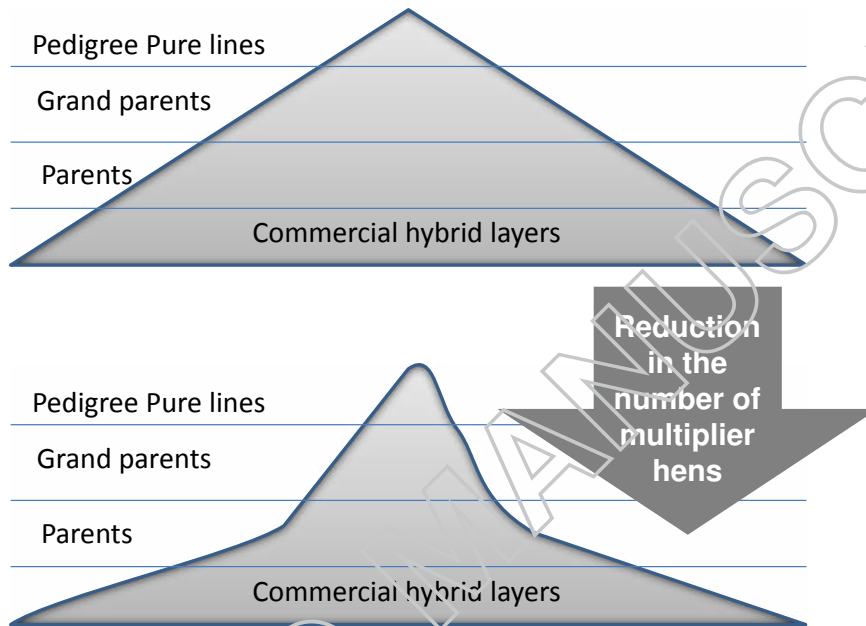 Pedigree Pure lines
Grand parents
Parents
Commercial hybrid layers
Reduction
in the
number of
multiplier
hens
Pedigree Pure lines
Grand parents
Parents
Commercial hybrid layers